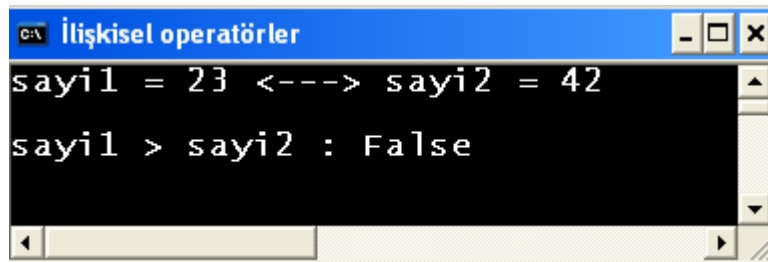 İlişkisel operatörler
sayi1 = 23 <---> sayi2 = 42
sayi1 > sayi2 : False